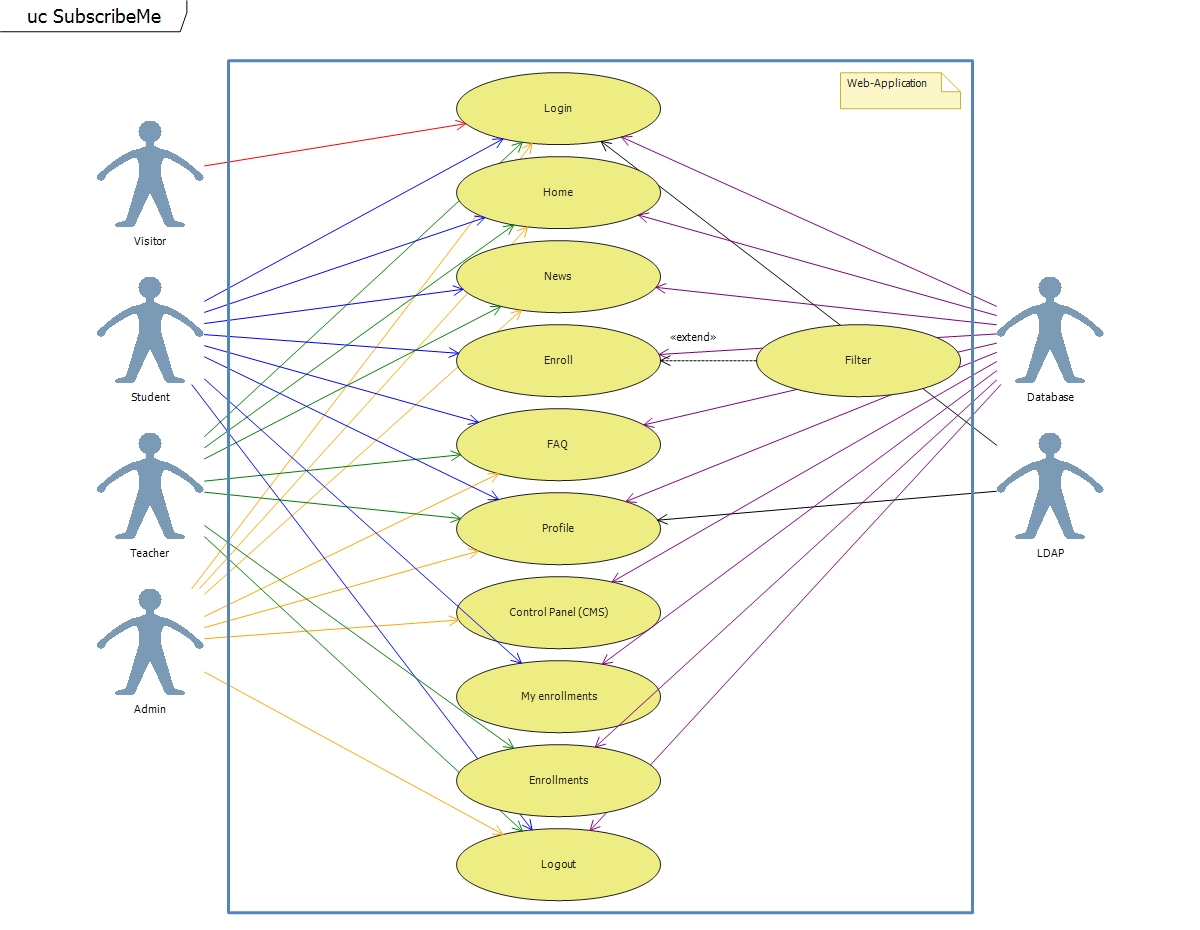 uc SubscribeMe
Web-Application
Login
Home
News
Enroll
«extend»
Filter
FAQ
Profile
Control Panel (CMS)
My enrollments
Enrollments
Logout
Visitor
Student
Teacher
Admin
Database
LDAP